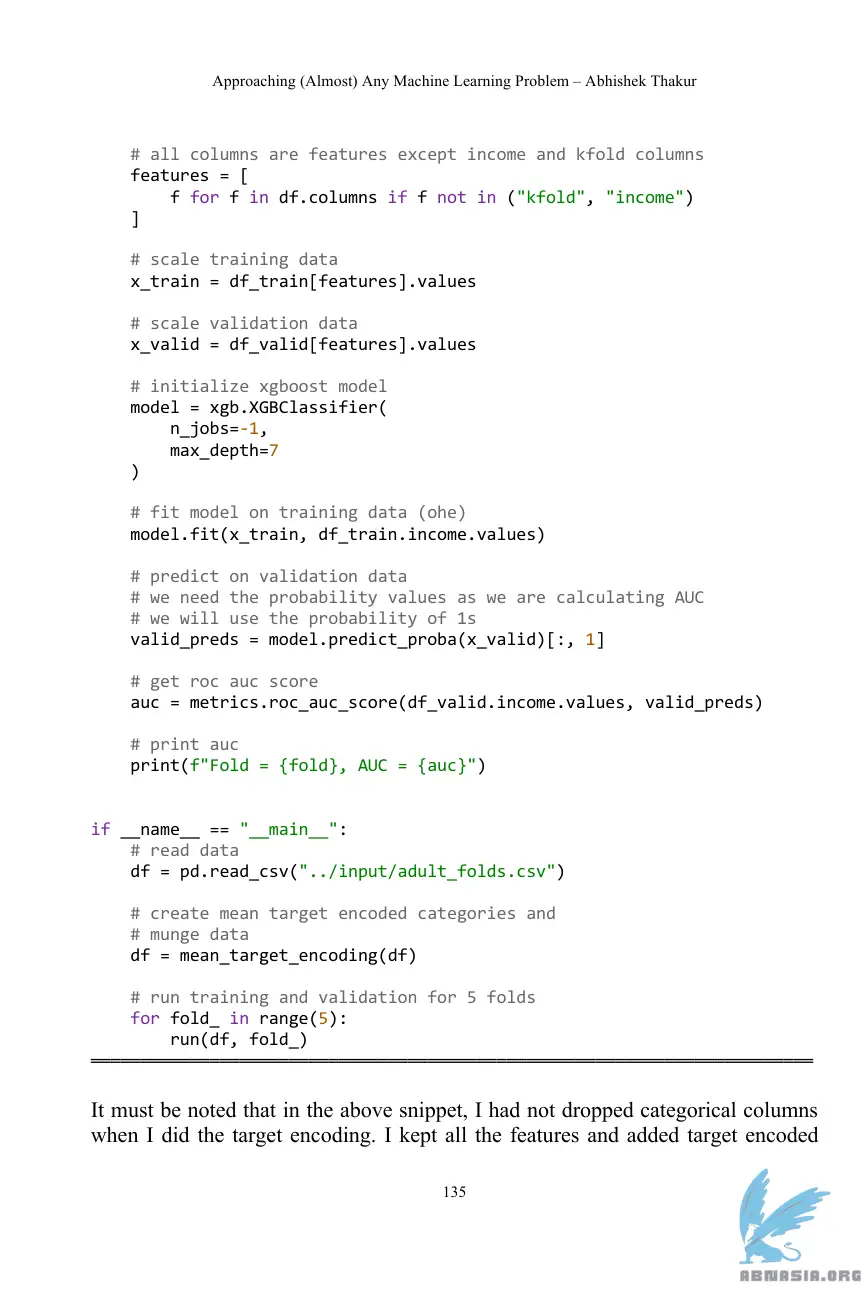 Approaching (Almost) Any Machine Learning Problem – Abhishek Thakur
# all columns are features except income and kfold columns
features = [
f for f in df.columns if f not in ("kfold", "income")
]
# scale training data
x_train = df_train[features].values
# scale validation data
x_valid = df_valid[features].values
# initialize xgboost model
model = xgb.XGBClassifier(
n_jobs=-1,
max_depth=7
)
# fit model on training data (ohe)
model.fit(x_train, df_train.income.values)
# predict on validation data
# we need the probability values as we are calculating AUC
# we will use the probability of 1s
valid_preds = model.predict_proba(x_valid)[:, 1]
# get roc auc score
auc = metrics.roc_auc_score(df_valid.income.values, valid_preds)
# print auc
print(f"Fold = {fold}, AUC = {auc}")
if __name__ == "__main__":
# read data
df = pd.read_csv("../input/adult_folds.csv")
# create mean target encoded categories and
# munge data
df = mean_target_encoding(df)
# run training and validation for 5 folds
for fold_ in range(5):
run(df, fold_)
It must be noted that in the above snippet, I had not dropped categorical columns
when I did the target encoding. I kept all the features and added target encoded
135
ABNASIA.ORG